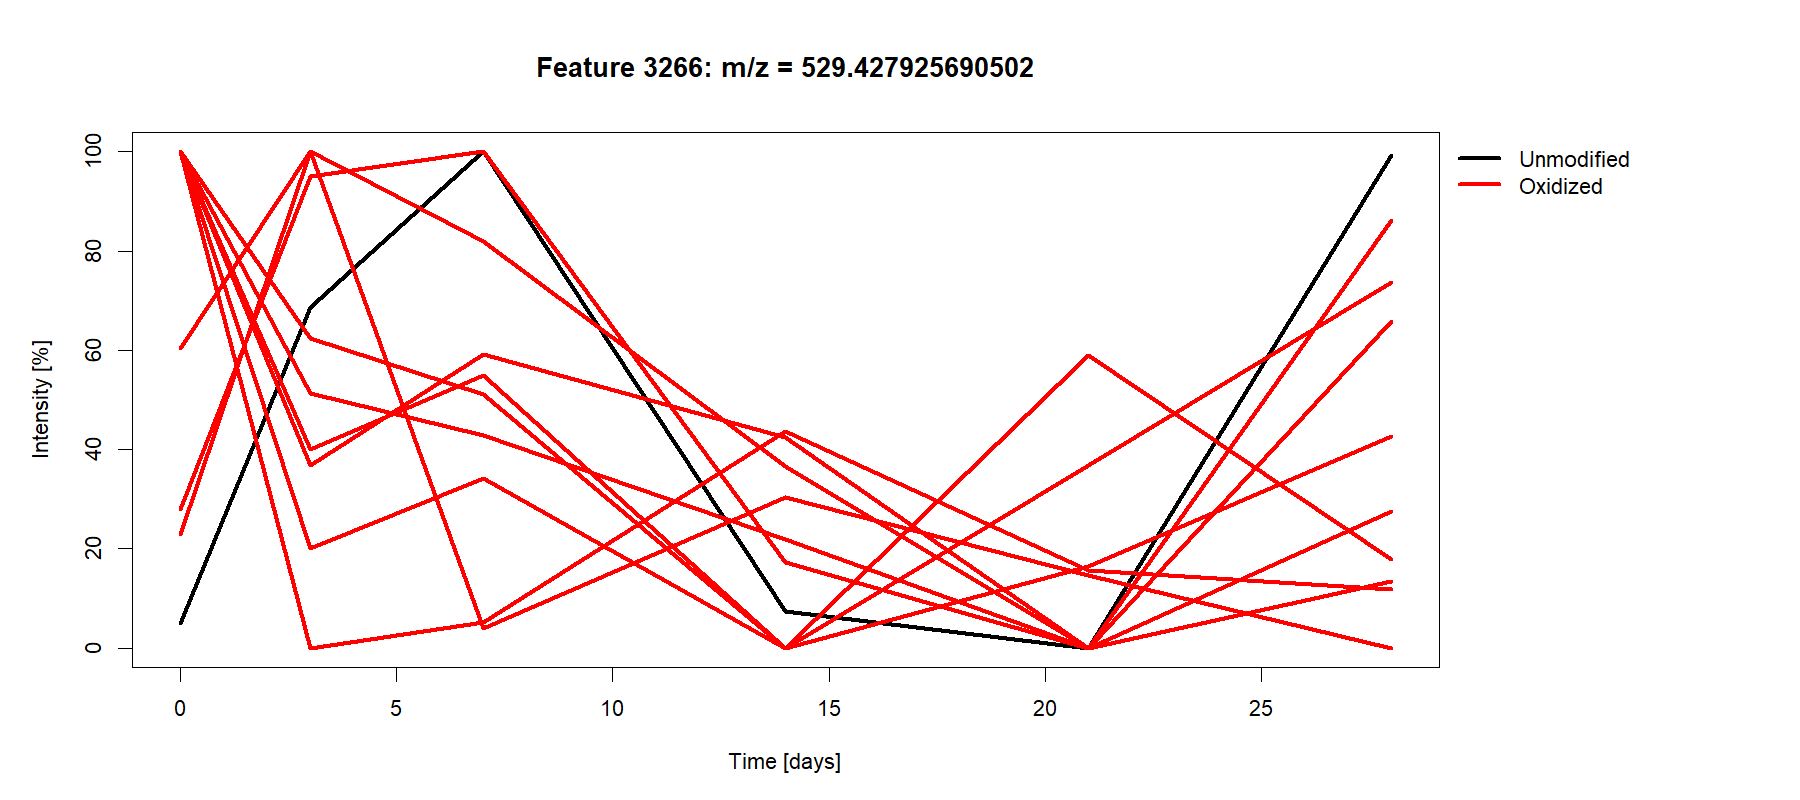 Feature 3266: m/z = 529.427925690502
Unmodified
Oxidized
Intensity [%]
100
80
60
40
20
0
0 5 10 15 20 25
Time [days]